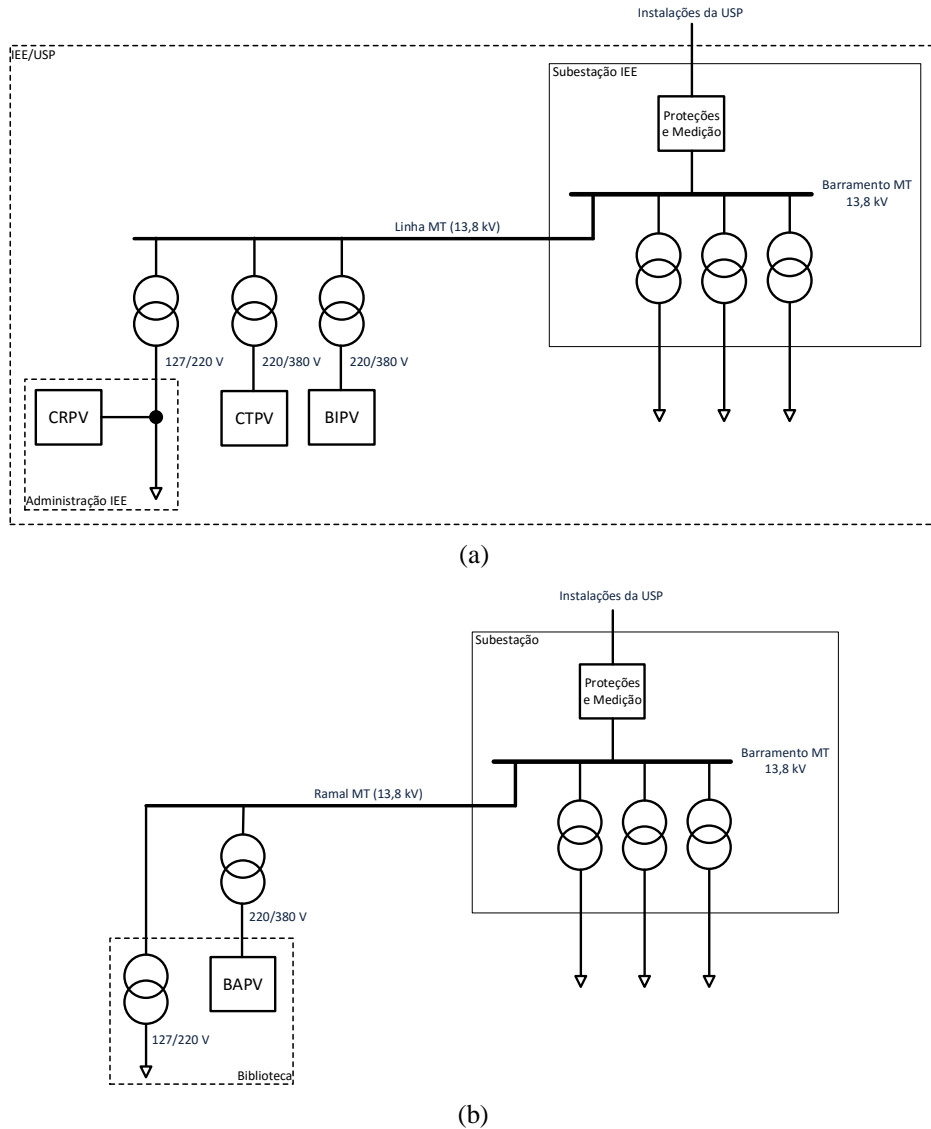 Instalações da USP
IEE/USP
Subestação IEE
Proteções
e Medição
Barramento MT
13,8 kV
Linha MT (13,8 kV)
127/220 V
220/380 V
220/380 V
CRPV
CTPV
BIPV
Administração IEE
(a)
Instalações da USP
Subestação
Proteções
e Medição
Barramento MT
13,8 kV
Ramal MT (13,8 kV)
220/380 V
BAPV
127/220 V
Biblioteca
(b)